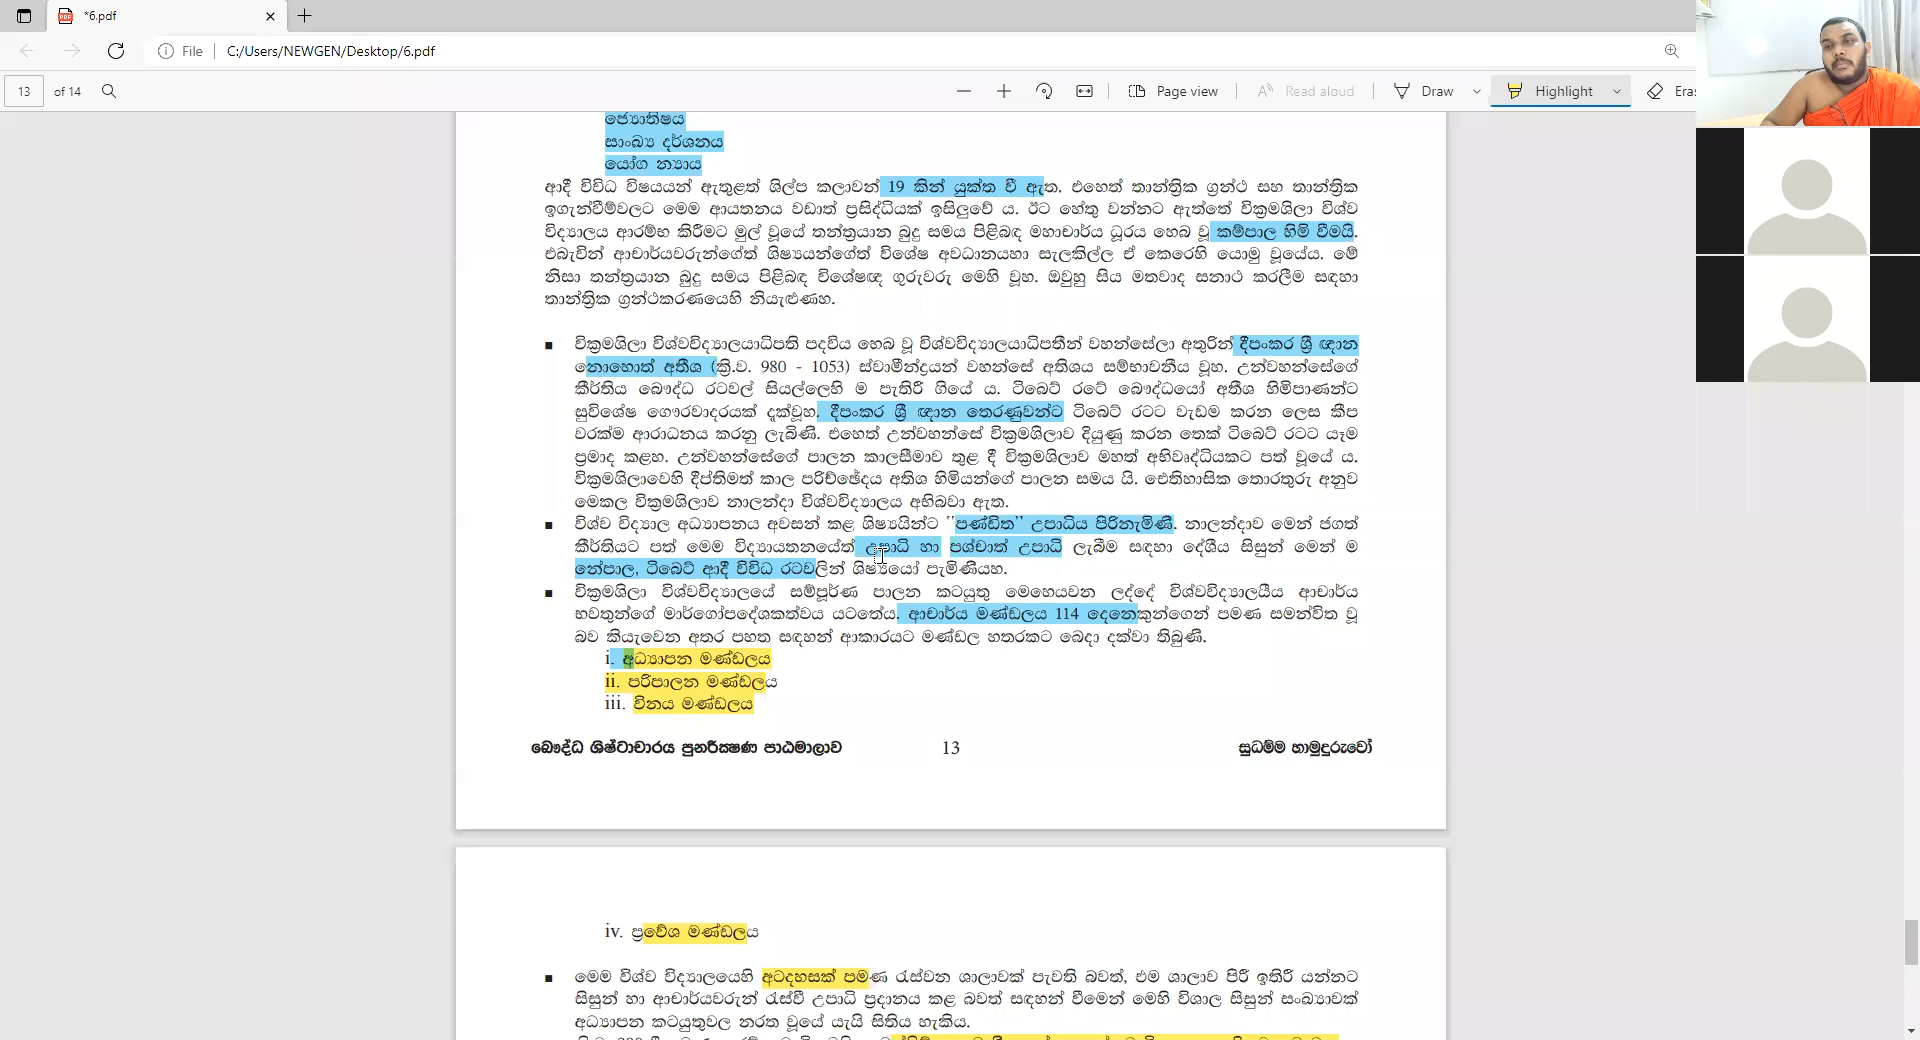 *6.pdf
File C:/Users/NEWGEN/Desktop/6.pdf
13 of 14 Page view Read aloud Draw Highlight Eras
ජ්‍යොතිෂය
සාංඛ්‍ය දර්ශනය
යෝග න්‍යාය
ආදී විවිධ විෂයයන් ඇතුළත් ශිල්ප කලාවන් 19 කින් යුක්ත වී ඇත. එහෙත් තාන්ත්‍රික ග්‍රන්ථ සහ තාන්ත්‍රික
ඉගැන්වීම්වලට මෙම ආයතනය වඩාත් ප්‍රසිද්ධියක් ඉසිලුවේ ය. ඊට හේතු වන්නට ඇත්තේ වික්‍රමශිලා විශ්ව
විද්‍යාලය ආරම්භ කිරීමට මුල් වූයේ තන්ත්‍රයාන බුදු සමය පිළිබඳ මහාචාර්ය ධූරය හෙබ වූ කම්පාල හිමි වීමයි.
එබැවින් ආචාර්යවරුන්ගේත් ශිෂ්‍යයන්ගේත් විශේෂ අවධානයහා සැලකිල්ල ඒ කෙරෙහි යොමු වූයේය. මේ
නිසා තන්ත්‍රයාන බුදු සමය පිළිබඳ විශේෂඥ ගුරුවරු මෙහි වූහ. ඔවුහු සිය මතවාද සනාථ කරලීම සඳහා
තාන්ත්‍රික ග්‍රන්ථකරණයෙහි නියැළුණහ.
■ වික්‍රමශිලා විශ්වවිද්‍යාලයාධිපති පදවිය හෙබ වූ විශ්වවිද්‍යාලයාධිපතීන් වහන්සේලා අතුරින් දීපංකර ශ්‍රී ඥාන
නොහොත් අතීශ (ක්‍රි.ව. 980 - 1053) ස්වාමීන්ද්‍රයන් වහන්සේ අතිශය සම්භාවනීය වූහ. උන්වහන්සේගේ
කීර්තිය බෞද්ධ රටවල් සියල්ලෙහි ම පැතිරී ගියේ ය. ටිබෙට් රටේ බෞද්ධයෝ අතීශ හිමිපාණන්ට
සුවිශේෂ ගෞරවාදරයක් දැක්වූහ. දීපංකර ශ්‍රී ඥාන තෙරණුවන්ට ටිබෙට් රටට වැඩම කරන ලෙස කීප
වරක්ම ආරාධනය කරනු ලැබිණි. එහෙත් උන්වහන්සේ වික්‍රමශිලාව දියුණු කරන තෙක් ටිබෙට් රටට යෑම
ප්‍රමාද කළහ. උන්වහන්සේගේ පාලන කාලසීමාව තුළ දී වික්‍රමශිලාව මහත් අභිවෘද්ධියකට පත් වූයේ ය.
වික්‍රමශිලාවෙහි දීප්තිමත් කාල පරිච්ඡේදය අතිශ හිමියන්ගේ පාලන සමය යි. ඓතිහාසික තොරතුරු අනුව
මෙකල වික්‍රමශිලාව නාලන්දා විශ්වවිද්‍යාලය අභිබවා ඇත.
■ විශ්ව විද්‍යාල අධ්‍යාපනය අවසන් කළ ශිෂ්‍යයින්ට "පණ්ඩිත" උපාධිය පිරිනැමිණි. නාලන්දාව මෙන් ජගත්
කීර්තියට පත් මෙම විද්‍යායතනයේත් උපාධි හා පශ්චාත් උපාධි ලැබීම සඳහා දේශීය සිසුන් මෙන් ම
නේපාල, ටිබෙට් ආදී විවිධ රටවලින් ශිෂ්‍යයෝ පැමිණියහ.
■ වික්‍රමශිලා විශ්වවිද්‍යාලයේ සම්පූර්ණ පාලන කටයුතු මෙහෙයවන ලද්දේ විශ්වවිද්‍යාලයීය ආචාර්ය
භවතුන්ගේ මාර්ගෝපදේශකත්වය යටතේය. ආචාර්ය මණ්ඩලය 114 දෙනෙකුන්ගෙන් පමණ සමන්විත වූ
බව කියැවෙන අතර පහත සඳහන් ආකාරයට මණ්ඩල හතරකට බෙදා දක්වා තිබුණි.
i. අධ්‍යාපන මණ්ඩලය
ii. පරිපාලන මණ්ඩලය
iii. විනය මණ්ඩලය
බෞද්ධ ශිෂ්ටාචාරය පුනරීක්ෂණ පාඨමාලාව 13 සුධම්ම හාමුදුරුවෝ
iv. ප්‍රවේශ මණ්ඩලය
■ මෙම විශ්ව විද්‍යාලයෙහි අටදහසක් පමණ රැස්වන ශාලාවක් පැවති බවත්, එම ශාලාව පිරී ඉතිරී යන්නට
සිසුන් හා ආචාර්යවරුන් රැස්වී උපාධි ප්‍රදානය කළ බවත් සඳහන් වීමෙන් මෙහි විශාල සිසුන් සංඛ්‍යාවක්
අධ්‍යාපන කටයුතුවල නරත වූයේ යැයි සිතිය හැකිය.